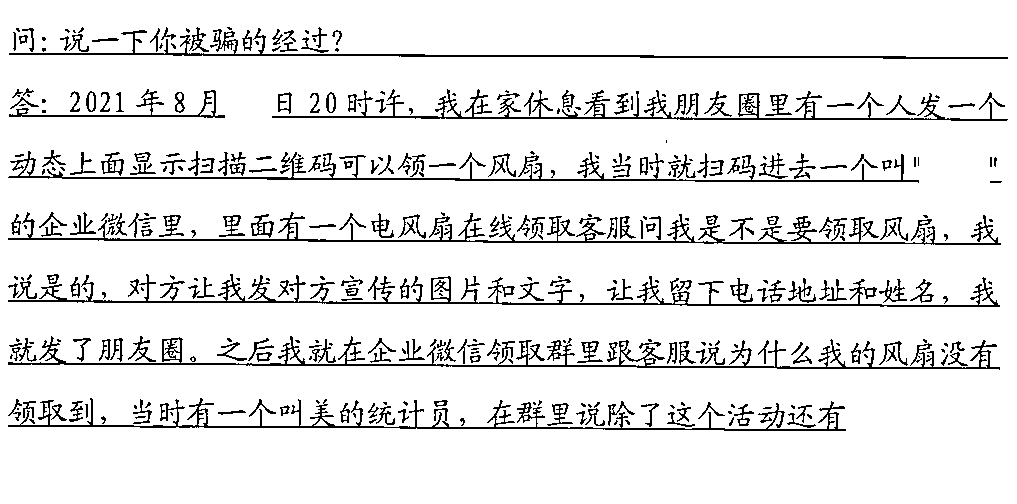 问：说一下你被骗的经过？
答：2021年8月　　日20时许，我在家休息看到我朋友圈里有一个人发一个
动态上面显示扫描二维码可以领一个风扇，我当时就扫码进去一个叫"　　"
的企业微信里，里面有一个电风扇在线领取客服问我是不是要领取风扇，我
说是的，对方让我发对方宣传的图片和文字，让我留下电话地址和姓名，我
就发了朋友圈。之后我就在企业微信领取群里跟客服说为什么我的风扇没有
领取到，当时有一个叫美的统计员，在群里说除了这个活动还有